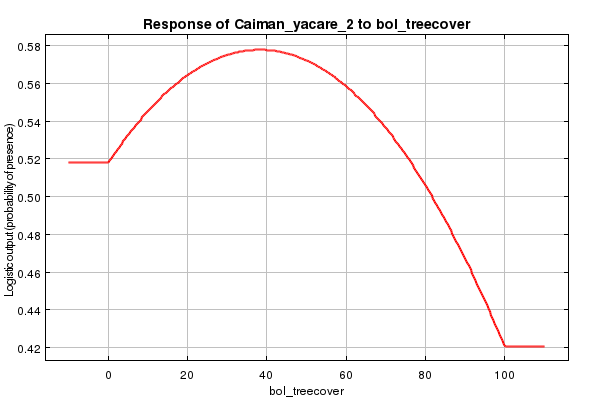 Response of Caiman_yacare_2 to bol_treecover
Logistic output (probability of presence)
0.58
0.56
0.54
0.52
0.50
0.48
0.46
0.44
0.42
0 20 40 60 80 100
bol_treecover